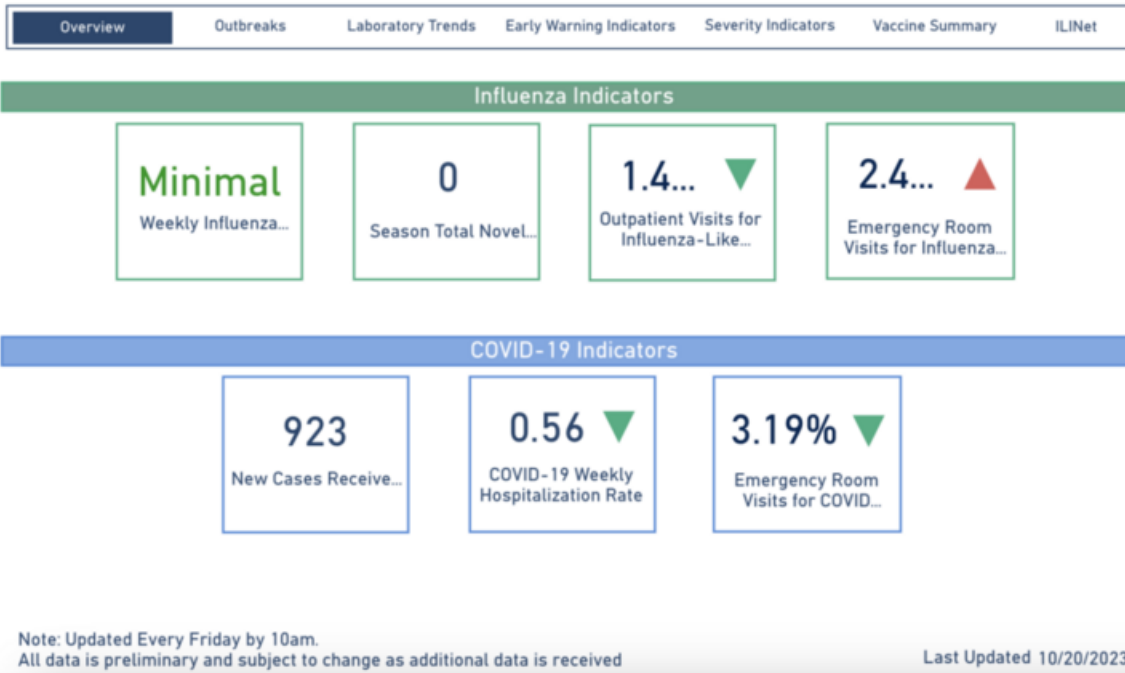 Overview Outbreaks Laboratory Trends Early Warning Indicators Severity Indicators Vaccine Summary ILINet
Influenza Indicators
Minimal
Weekly Influenza...
0
Season Total Novel...
1.4...
Outpatient Visits for
Influenza-Like...
2.4...
Emergency Room
Visits for Influenza...
COVID-19 Indicators
923
New Cases Receive...
0.56
COVID-19 Weekly
Hospitalization Rate
3.19%
Emergency Room
Visits for COVID...
Note: Updated Every Friday by 10am.
All data is preliminary and subject to change as additional data is received
Last Updated 10/20/2023